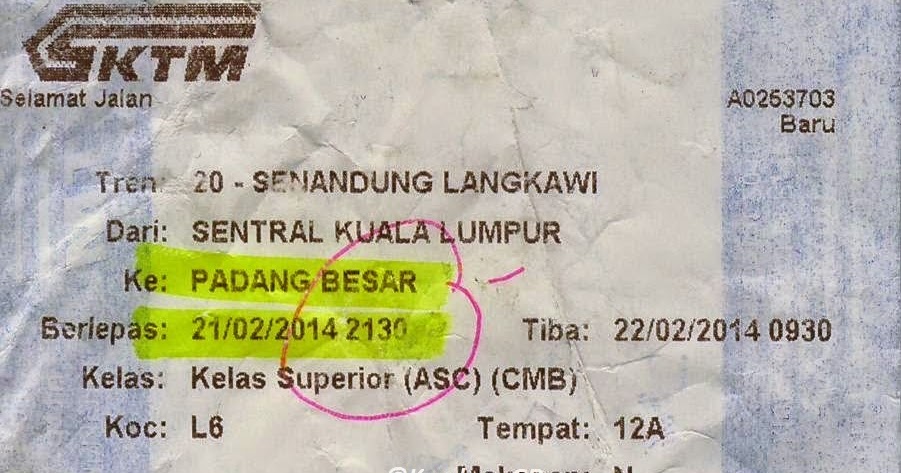 KTM
Selamat Jalan
A0253703
Baru
Tren: 20 - SENANDUNG LANGKAWI
Dari: SENTRAL KUALA LUMPUR
Ke: PADANG BESAR
Berlepas: 21/02/2014 2130 Tiba: 22/02/2014 0930
Kelas: Kelas Superior (ASC) (CMB)
Koc: L6 Tempat: 12A